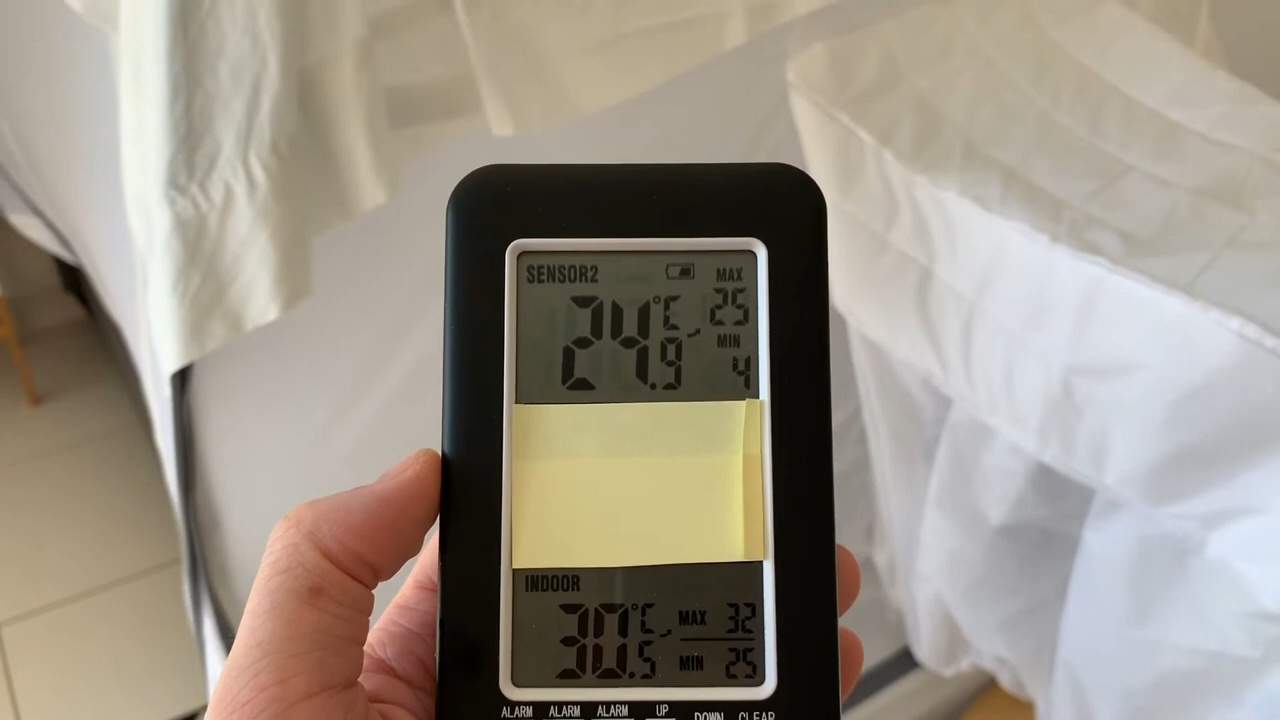 SENSOR2 MAX
24.9 °C 25
MIN
4
INDOOR
30.5 °C MAX 32
MIN 25
ALARM ALARM ALARM UP DOWN CLEAR